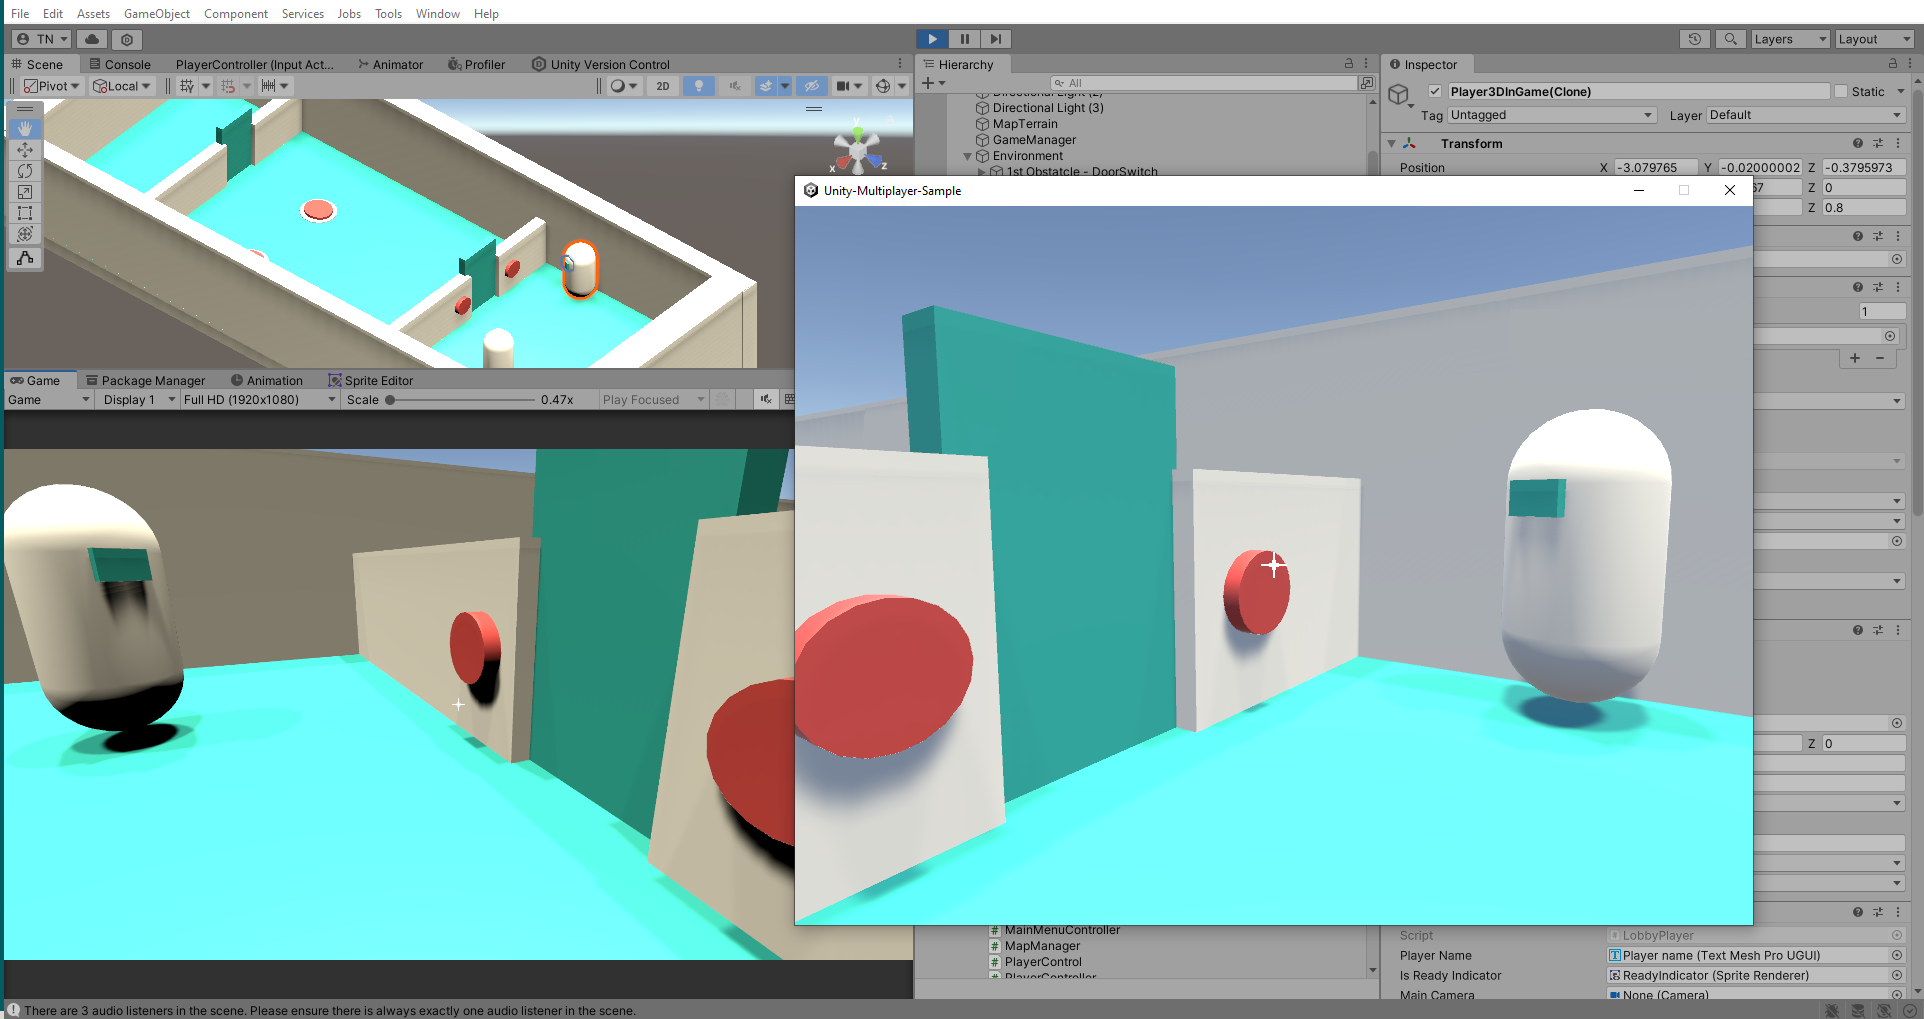 File Edit Assets GameObject Component Services Jobs Tools Window Help
TN Layers Layout
Scene Console PlayerController (Input Act... Animator Profiler Unity Version Control
Hierarchy
Inspector
Pivot Local 2D
All
Player3DInGame(Clone) Static
Tag Untagged Layer Default
Directional Light (2)
Directional Light (3)
MapTerrain
GameManager
Environment
1st Obstatcle - DoorSwitch
Transform
Position X -3.079765 Y -0.02000002 Z -0.3795973
67 Z 0
Z 0.8
y
x z
Unity-Multiplayer-Sample
1
Game Package Manager Animation Sprite Editor
Game Display 1 Full HD (1920x1080) Scale 0.47x Play Focused
Z 0
MainMenuController
MapManager
PlayerControl
PlayerController
Script LobbyPlayer
Player Name Player name (Text Mesh Pro UGUI)
Is Ready Indicator ReadyIndicator (Sprite Renderer)
Main Camera None (Camera)
There are 3 audio listeners in the scene. Please ensure there is always exactly one audio listener in the scene.